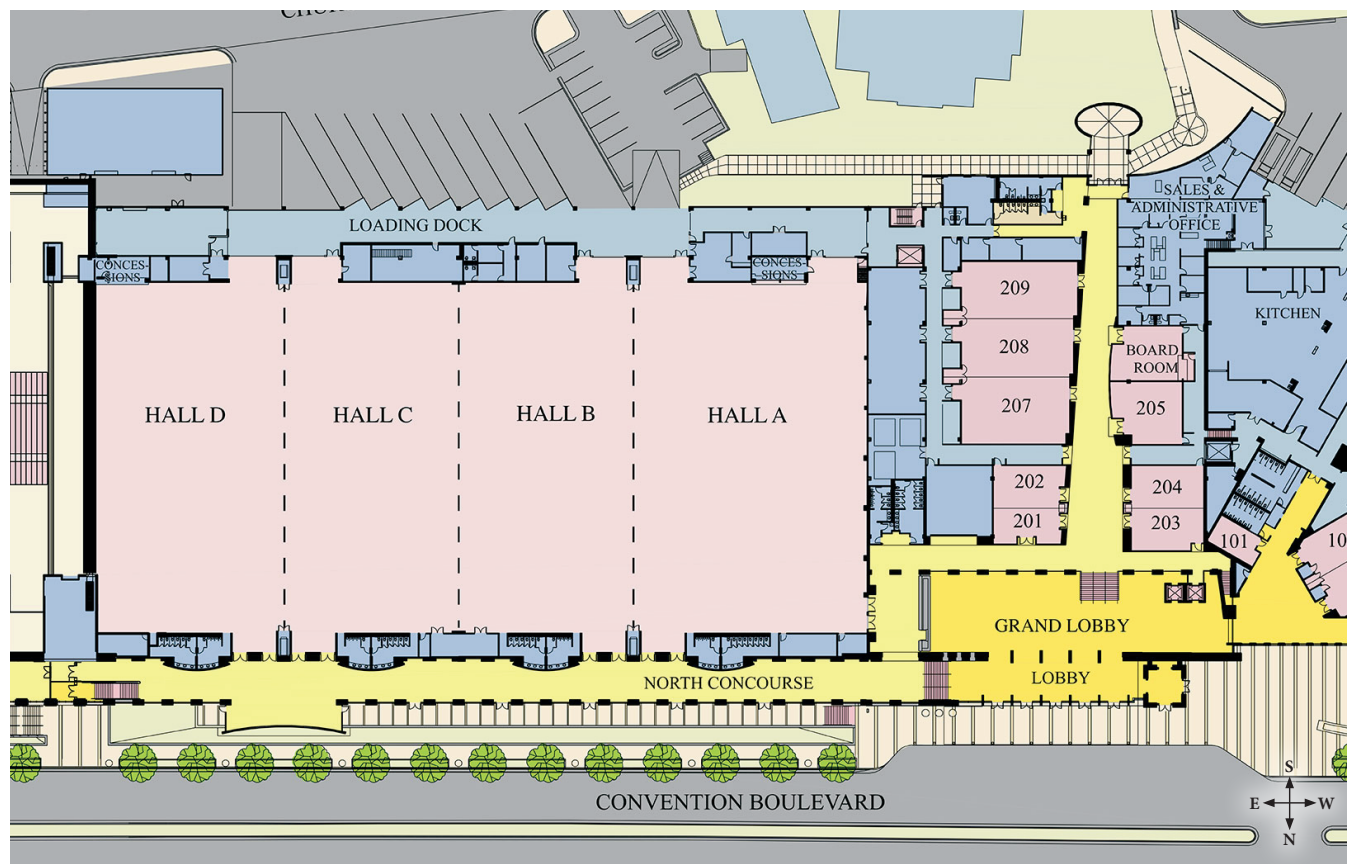 LOADING DOCK
SALES &
ADMINISTRATIVE
OFFICE
CONCES-
SIONS
CONCES-
SIONS
209
KITCHEN
208
BOARD
ROOM
207
205
HALL D
HALL C
HALL B
HALL A
202
204
201
203
101
10
GRAND LOBBY
LOBBY
NORTH CONCOURSE
CONVENTION BOULEVARD
S
E
W
N